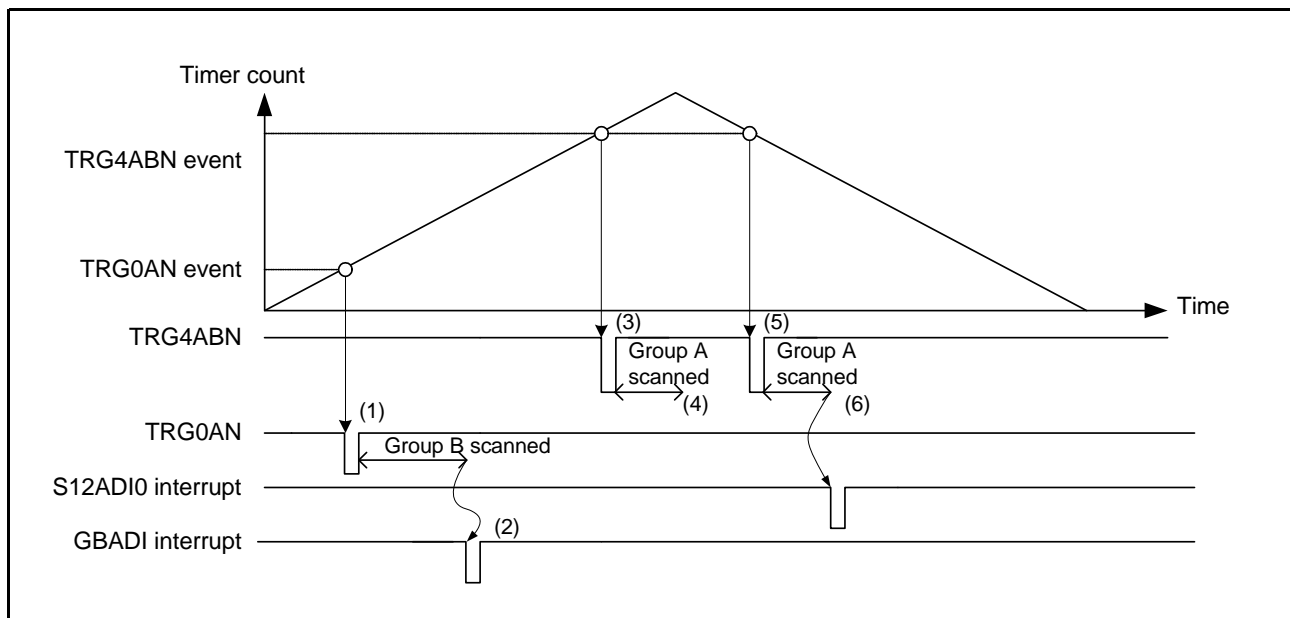 Timer count
TRG4ABN event
TRG0AN event
Time
TRG4ABN
(3)
(5)
Group A
scanned
Group A
scanned
(4)
(6)
TRG0AN
(1)
Group B scanned
S12ADI0 interrupt
GBADI interrupt
(2)